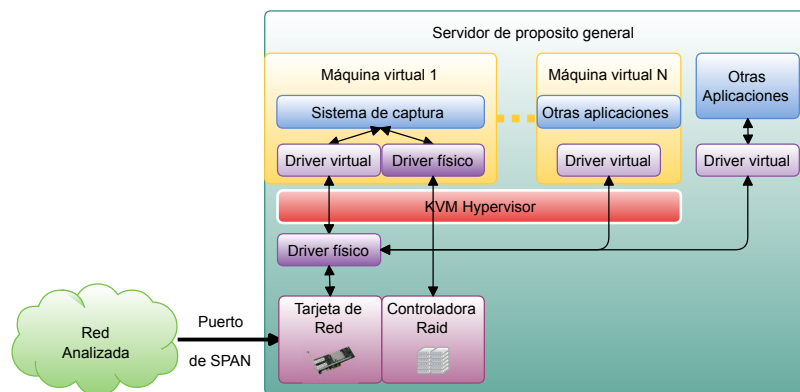 Servidor de proposito general
Máquina virtual 1
Máquina virtual N
Otras
Aplicaciones
Sistema de captura
Otras aplicaciones
Driver virtual
Driver físico
Driver virtual
Driver virtual
KVM Hypervisor
Driver físico
Tarjeta de
Red
Controladora
Raid
Puerto
de SPAN
Red
Analizada